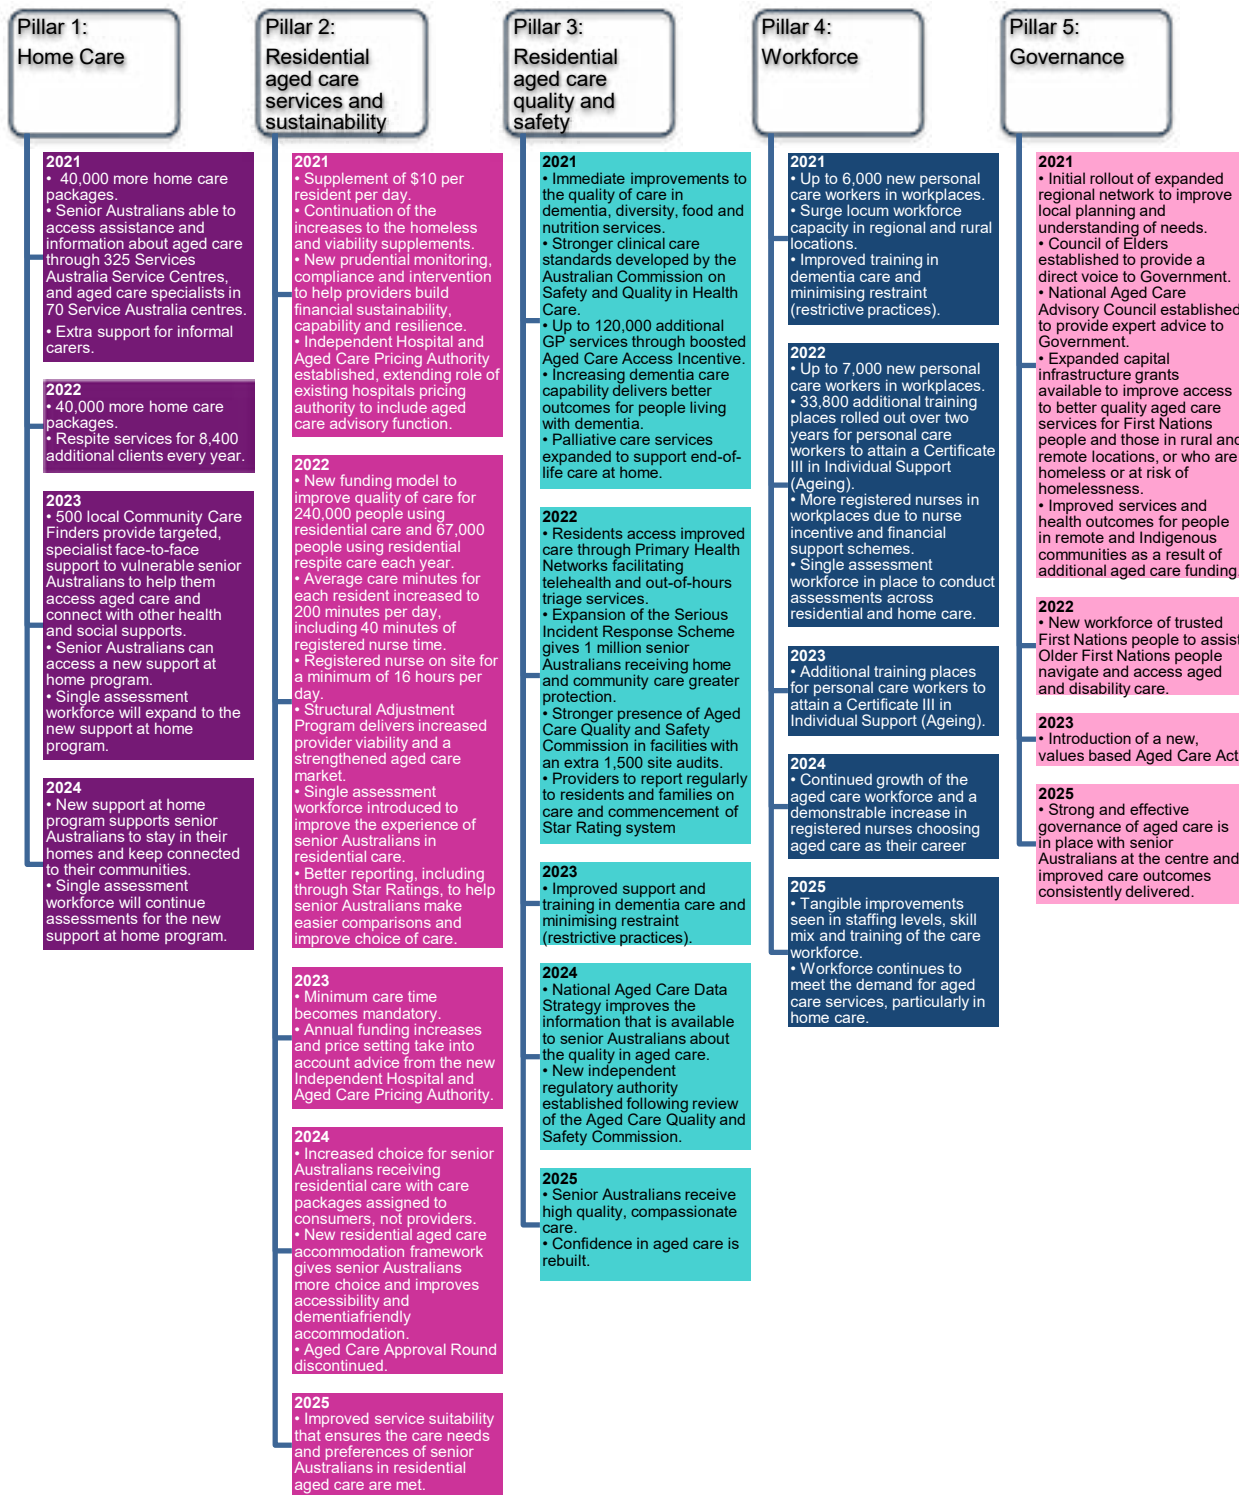 Pillar 1:
Home Care
2021
• 40,000 more home care
packages.
• Senior Australians able to
access assistance and
information about aged care
through 325 Services
Australia Service Centres,
and aged care specialists in
70 Service Australia centres.
• Extra support for informal
carers.
2022
• 40,000 more home care
packages.
• Respite services for 8,400
additional clients every year.
2023
• 500 local Community Care
Finders provide targeted,
specialist face-to-face
support to vulnerable senior
Australians to help them
access aged care and
connect with other health
and social supports.
• Senior Australians can
access a new support at
home program.
• Single assessment
workforce will expand to the
new support at home
program.
2024
• New support at home
program supports senior
Australians to stay in their
homes and keep connected
to their communities.
• Single assessment
workforce will continue
assessments for the new
support at home program.
Pillar 2:
Residential
aged care
services and
sustainability
2021
• Supplement of $10 per
resident per day.
• Continuation of the
increases to the homeless
and viability supplements.
• New prudential monitoring,
compliance and intervention
to help providers build
financial sustainability,
capability and resilience.
• Independent Hospital and
Aged Care Pricing Authority
established, extending role of
existing hospitals pricing
authority to include aged
care advisory function.
2022
• New funding model to
improve quality of care for
240,000 people using
residential care and 67,000
people using residential
respite care each year.
• Average care minutes for
each resident increased to
200 minutes per day,
including 40 minutes of
registered nurse time.
• Registered nurse on site for
a minimum of 16 hours per
day.
• Structural Adjustment
Program delivers increased
provider viability and a
strengthened aged care
market.
• Single assessment
workforce introduced to
improve the experience of
senior Australians in
residential care.
• Better reporting, including
through Star Ratings, to help
senior Australians make
easier comparisons and
improve choice of care.
2023
• Minimum care time
becomes mandatory.
• Annual funding increases
and price setting take into
account advice from the new
Independent Hospital and
Aged Care Pricing Authority.
2024
• Increased choice for senior
Australians receiving
residential care with care
packages assigned to
consumers, not providers.
• New residential aged care
accommodation framework
gives senior Australians
more choice and improves
accessibility and
dementiafriendly
accommodation.
• Aged Care Approval Round
discontinued.
2025
• Improved service suitability
that ensures the care needs
and preferences of senior
Australians in residential
aged care are met.
Pillar 3:
Residential
aged care
quality and
safety
2021
• Immediate improvements to
the quality of care in
dementia, diversity, food and
nutrition services.
• Stronger clinical care
standards developed by the
Australian Commission on
Safety and Quality in Health
Care.
• Up to 120,000 additional
GP services through boosted
Aged Care Access Incentive.
• Increasing dementia care
capability delivers better
outcomes for people living
with dementia.
• Palliative care services
expanded to support end-of-
life care at home.
2022
• Residents access improved
care through Primary Health
Networks facilitating
telehealth and out-of-hours
triage services.
• Expansion of the Serious
Incident Response Scheme
gives 1 million senior
Australians receiving home
and community care greater
protection.
• Stronger presence of Aged
Care Quality and Safety
Commission in facilities with
an extra 1,500 site audits.
• Providers to report regularly
to residents and families on
care and commencement of
Star Rating system
2023
• Improved support and
training in dementia care and
minimising restraint
(restrictive practices).
2024
• National Aged Care Data
Strategy improves the
information that is available
to senior Australians about
the quality in aged care.
• New independent
regulatory authority
established following review
of the Aged Care Quality and
Safety Commission.
2025
• Senior Australians receive
high quality, compassionate
care.
• Confidence in aged care is
rebuilt.
Pillar 4:
Workforce
2021
• Up to 6,000 new personal
care workers in workplaces.
• Surge locum workforce
capacity in regional and rural
locations.
• Improved training in
dementia care and
minimising restraint
(restrictive practices).
2022
• Up to 7,000 new personal
care workers in workplaces.
• 33,800 additional training
places rolled out over two
years for personal care
workers to attain a Certificate
III in Individual Support
(Ageing).
• More registered nurses in
workplaces due to nurse
incentive and financial
support schemes.
• Single assessment
workforce in place to conduct
assessments across
residential and home care.
2023
• Additional training places
for personal care workers to
attain a Certificate III in
Individual Support (Ageing).
2024
• Continued growth of the
aged care workforce and a
demonstrable increase in
registered nurses choosing
aged care as their career
2025
• Tangible improvements
seen in staffing levels, skill
mix and training of the care
workforce.
• Workforce continues to
meet the demand for aged
care services, particularly in
home care.
Pillar 5:
Governance
2021
• Initial rollout of expanded
regional network to improve
local planning and
understanding of needs.
• Council of Elders
established to provide a
direct voice to Government.
• National Aged Care
Advisory Council established
to provide expert advice to
Government.
• Expanded capital
infrastructure grants
available to improve access
to better quality aged care
services for First Nations
people and those in rural and
remote locations, or who are
homeless or at risk of
homelessness.
• Improved services and
health outcomes for people
in remote and Indigenous
communities as a result of
additional aged care funding.
2022
• New workforce of trusted
First Nations people to assist
Older First Nations people
navigate and access aged
and disability care.
2023
• Introduction of a new,
values based Aged Care Act
2025
• Strong and effective
governance of aged care is
in place with senior
Australians at the centre and
improved care outcomes
consistently delivered.